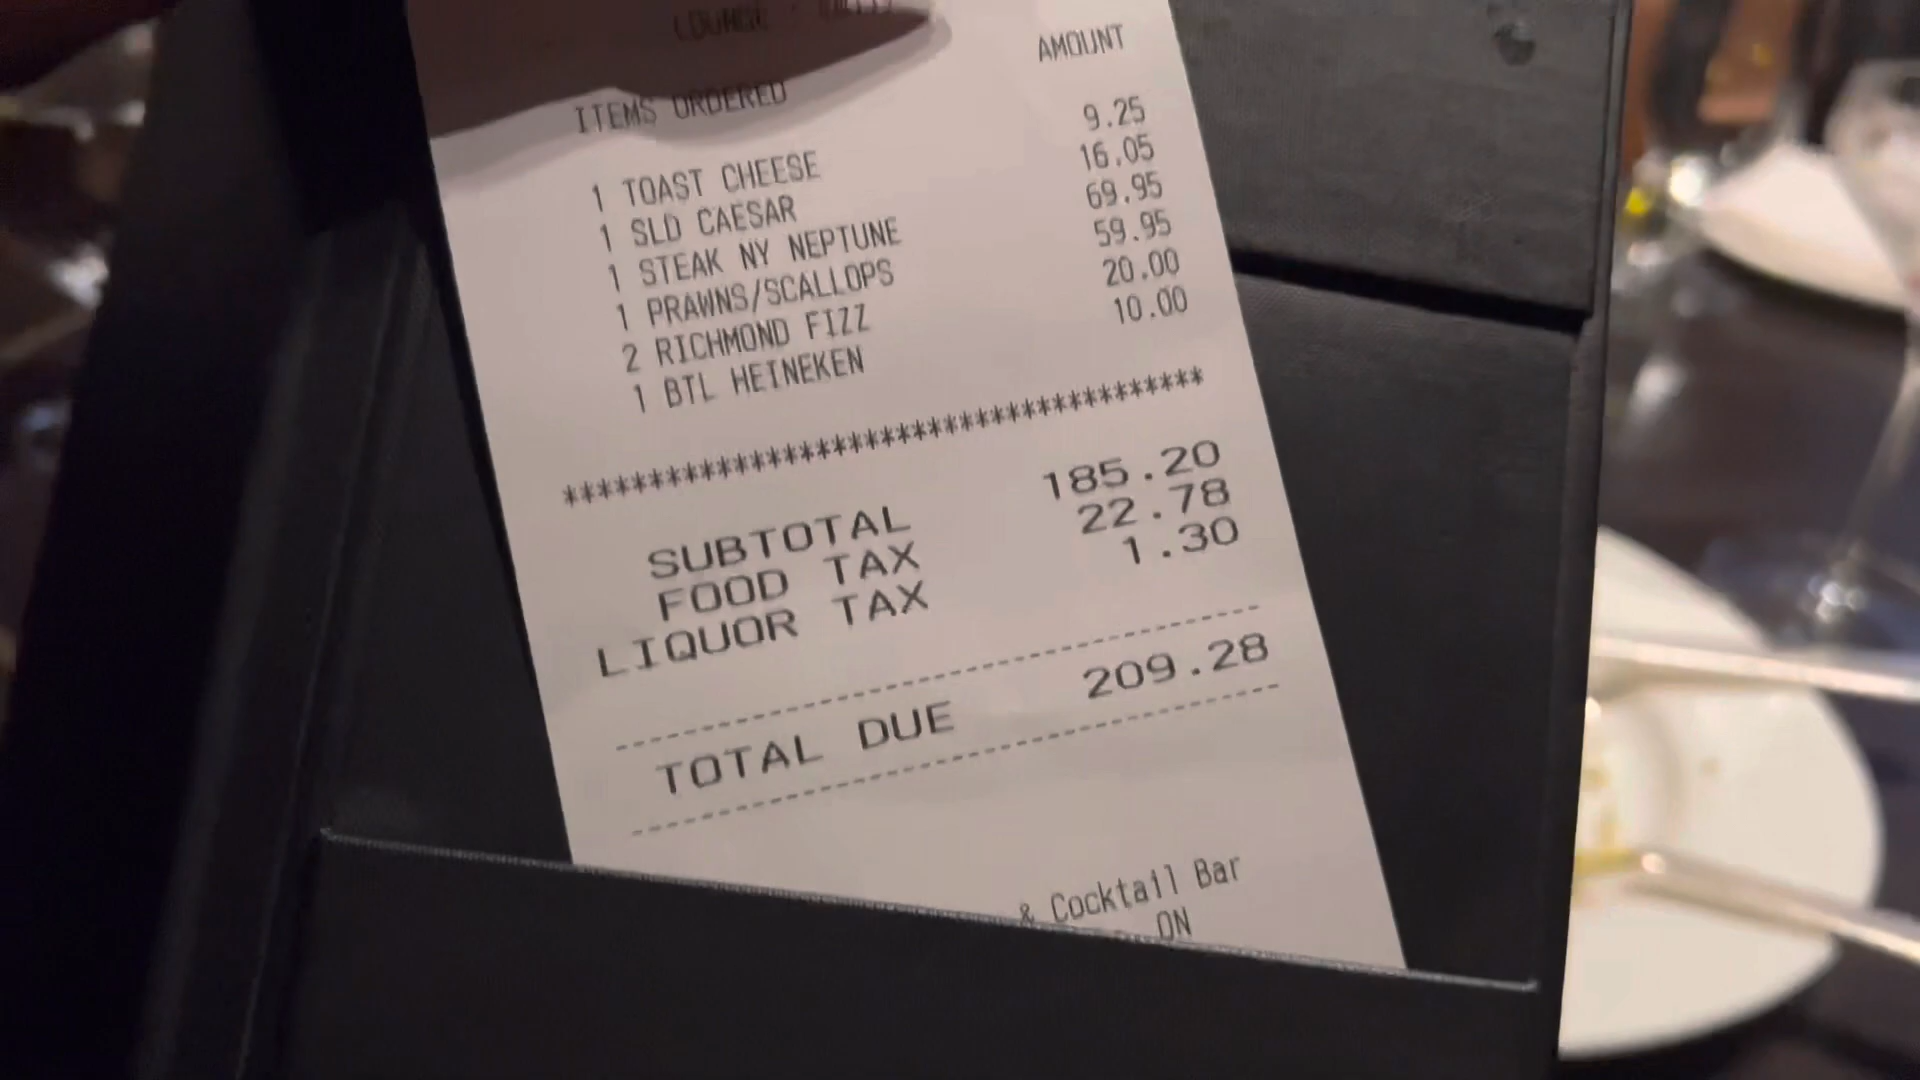 LOUNGE
AMOUNT
ITEMS ORDERED
1 TOAST CHEESE 9.25
1 SLD CAESAR 16.05
1 STEAK NY NEPTUNE 69.95
1 PRAWNS/SCALLOPS 59.95
2 RICHMOND FIZZ 20.00
1 BTL HEINEKEN 10.00
****************************************
SUBTOTAL 185.20
FOOD TAX 22.78
LIQUOR TAX 1.30
TOTAL DUE 209.28
& Cocktail Bar
ON